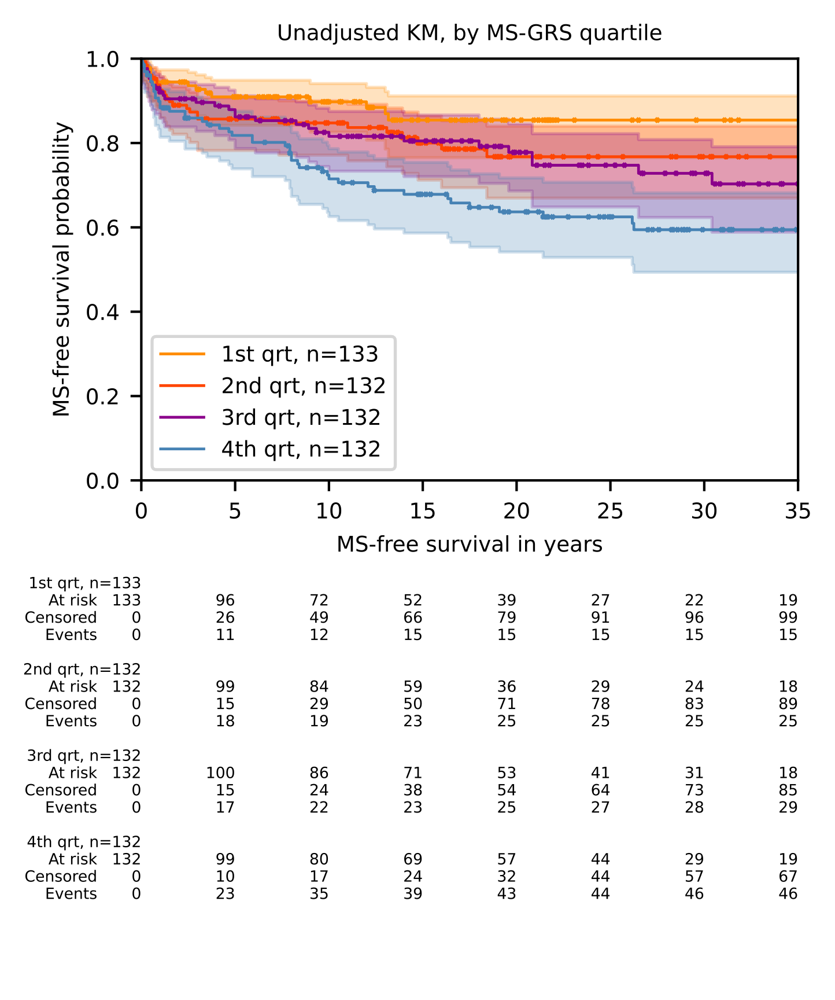 Unadjusted KM, by MS-GRS quartile
1.0
0.8
0.6
0.4
0.2
0.0
MS-free survival probability
1st qrt, n=133
2nd qrt, n=132
3rd qrt, n=132
4th qrt, n=132
0 5 10 15 20 25 30 35
MS-free survival in years
1st qrt, n=133
At risk 133 96 72 52 39 27 22 19
Censored 0 26 49 66 79 91 96 99
Events 0 11 12 15 15 15 15 15
2nd qrt, n=132
At risk 132 99 84 59 36 29 24 18
Censored 0 15 29 50 71 78 83 89
Events 0 18 19 23 25 25 25 25
3rd qrt, n=132
At risk 132 100 86 71 53 41 31 18
Censored 0 15 24 38 54 64 73 85
Events 0 17 22 23 25 27 28 29
4th qrt, n=132
At risk 132 99 80 69 57 44 29 19
Censored 0 10 17 24 32 44 57 67
Events 0 23 35 39 43 44 46 46